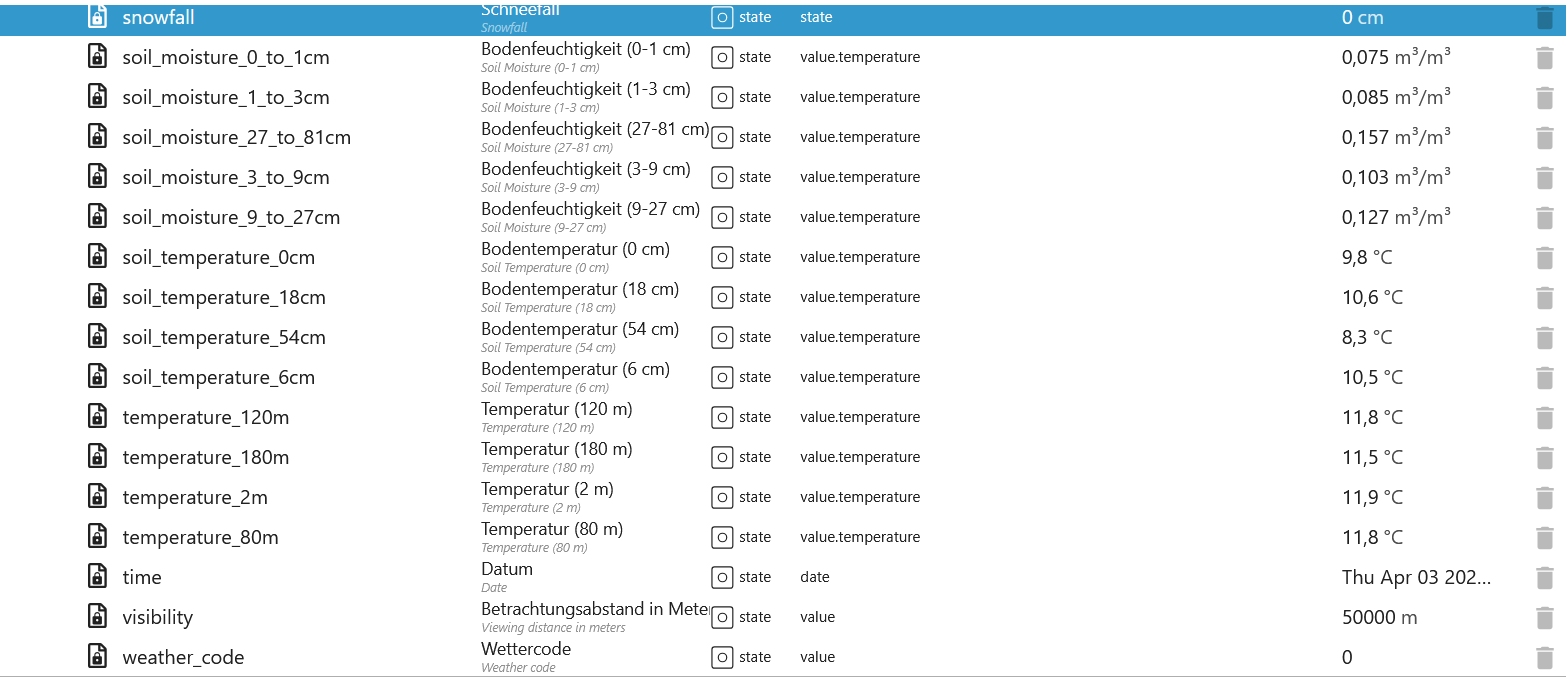 snowfall Schneefall state state 0 cm
Snowfall
soil_moisture_0_to_1cm Bodenfeuchtigkeit (0-1 cm) state value.temperature 0,075 m³/m³
Soil Moisture (0-1 cm)
soil_moisture_1_to_3cm Bodenfeuchtigkeit (1-3 cm) state value.temperature 0,085 m³/m³
Soil Moisture (1-3 cm)
soil_moisture_27_to_81cm Bodenfeuchtigkeit (27-81 cm) state value.temperature 0,157 m³/m³
Soil Moisture (27-81 cm)
soil_moisture_3_to_9cm Bodenfeuchtigkeit (3-9 cm) state value.temperature 0,103 m³/m³
Soil Moisture (3-9 cm)
soil_moisture_9_to_27cm Bodenfeuchtigkeit (9-27 cm) state value.temperature 0,127 m³/m³
Soil Moisture (9-27 cm)
soil_temperature_0cm Bodentemperatur (0 cm) state value.temperature 9,8 °C
Soil Temperature (0 cm)
soil_temperature_18cm Bodentemperatur (18 cm) state value.temperature 10,6 °C
Soil Temperature (18 cm)
soil_temperature_54cm Bodentemperatur (54 cm) state value.temperature 8,3 °C
Soil Temperature (54 cm)
soil_temperature_6cm Bodentemperatur (6 cm) state value.temperature 10,5 °C
Soil Temperature (6 cm)
temperature_120m Temperatur (120 m) state value.temperature 11,8 °C
Temperature (120 m)
temperature_180m Temperatur (180 m) state value.temperature 11,5 °C
Temperature (180 m)
temperature_2m Temperatur (2 m) state value.temperature 11,9 °C
Temperature (2 m)
temperature_80m Temperatur (80 m) state value.temperature 11,8 °C
Temperature (80 m)
time Datum state date Thu Apr 03 202...
Date
visibility Betrachtungsabstand in Meter state value 50000 m
Viewing distance in meters
weather_code Wettercode state value 0
Weather code